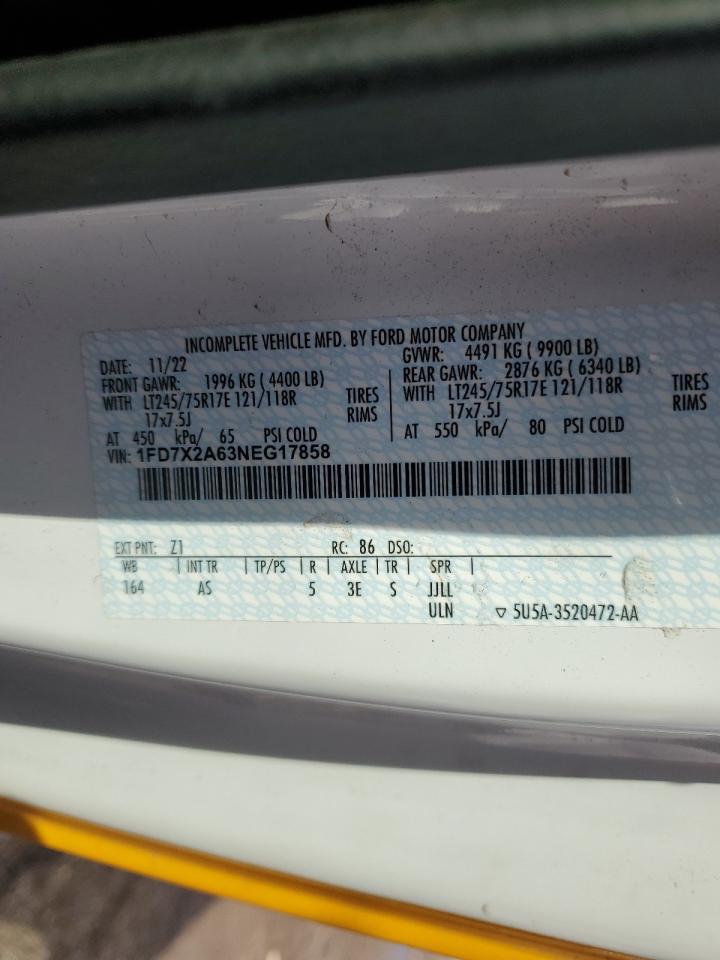 INCOMPLETE VEHICLE MFD. BY FORD MOTOR COMPANY
DATE: 11/22 GVWR: 4491 KG ( 9900 LB)
FRONT GAWR: 1996 KG ( 4400 LB) REAR GAWR: 2876 KG ( 6340 LB)
WITH LT245/75R17E 121/118R TIRES WITH LT245/75R17E 121/118R TIRES
17x7.5J RIMS 17x7.5J RIMS
AT 450 kPa/ 65 PSI COLD AT 550 kPa/ 80 PSI COLD
VIN: 1FD7X2A63NEG17858
EXT PNT: Z1 RC: 86 DSO:
WB | INT TR | TP/PS | R | AXLE | TR | SPR |
164 AS 5 3E S JJLL
ULN ▽ 5U5A-3520472-AA